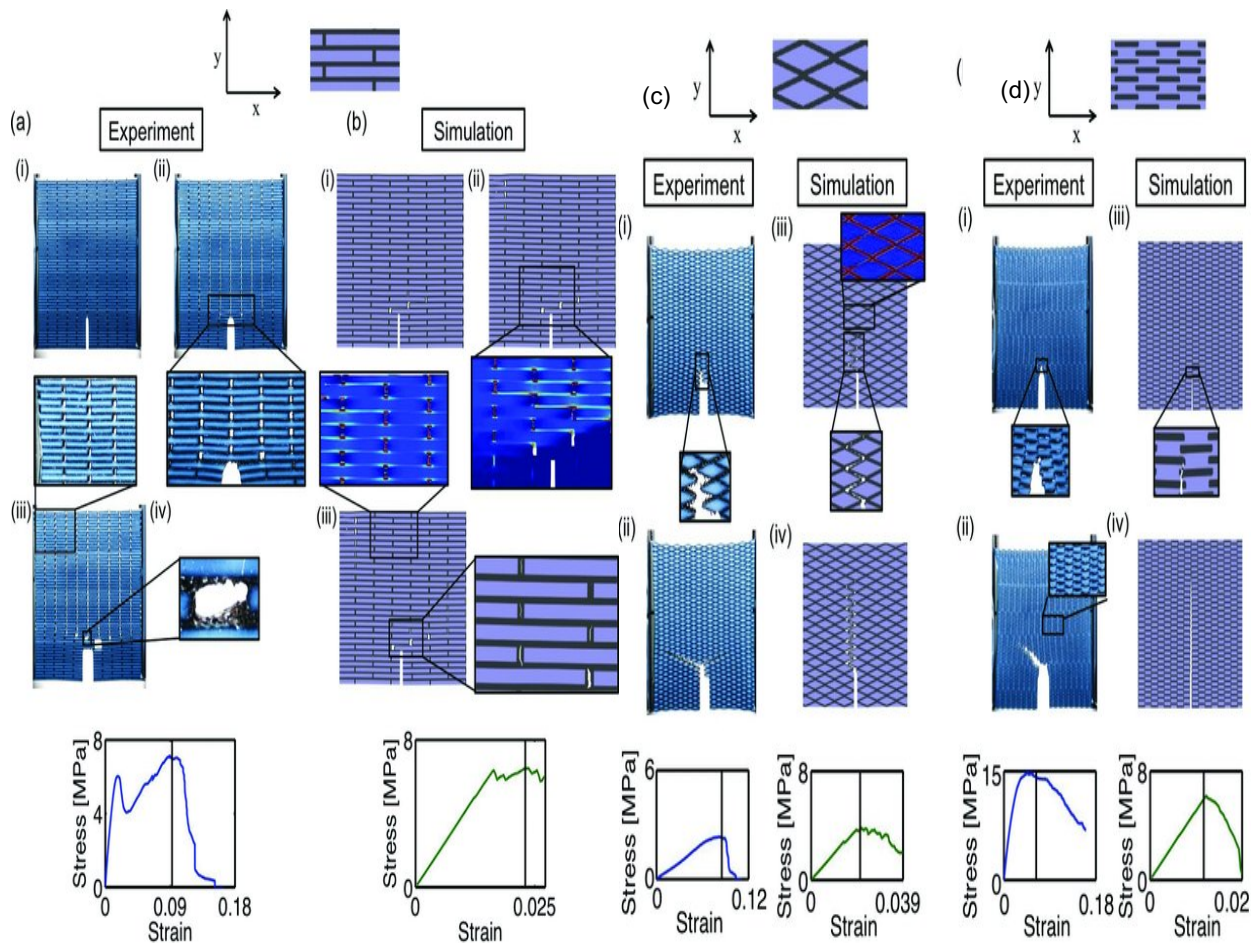 y
x
(a)
Experiment
(b)
Simulation
(i)
(ii)
(i)
(ii)
(iii)
(iv)
(iii)
8
4
0
Stress [MPa]
0
0.09
0.18
Strain
8
0
Stress [MPa]
0
0.025
Strain
(c)
y
x
Experiment
Simulation
(i)
(iii)
(ii)
(iv)
6
0
Stress [MPa]
0
0.12
Strain
8
0
Stress [MPa]
0
0.039
Strain
(
(d)
y
x
Experiment
Simulation
(i)
(iii)
(ii)
(iv)
15
0
Stress [MPa]
0
0.18
Strain
8
0
Stress [MPa]
0
0.02
Strain